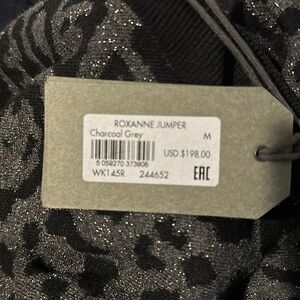 ROXANNE JUMPER
Charcoal Grey M
USD $198.00
5 059270 373906
WK145R 244652 EAC